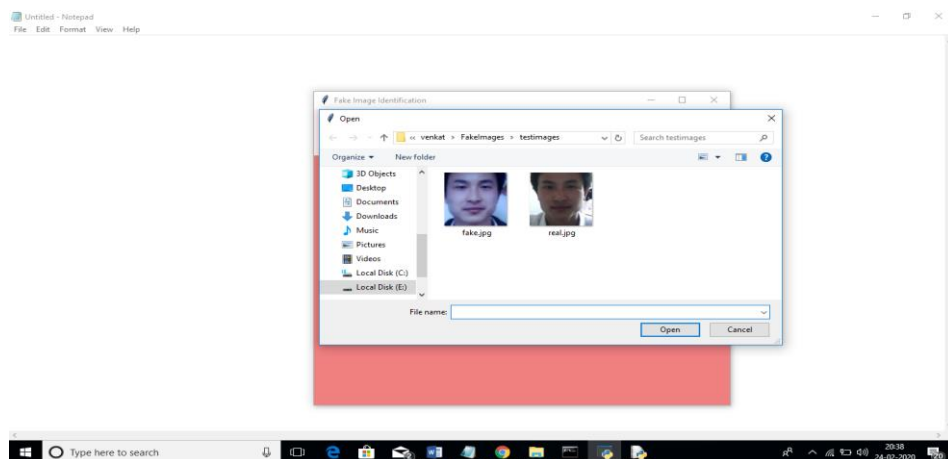 Untitled - Notepad
File Edit Format View Help
Fake Image Identification
Open
« venkat > FakeImages > testimages
Search testimages
Organize
New folder
3D Objects
Desktop
Documents
Downloads
Music
Pictures
Videos
Local Disk (C:)
Local Disk (E:)
fake.jpg
real.jpg
File name:
Open
Cancel
Type here to search
20:38
24-02-2020